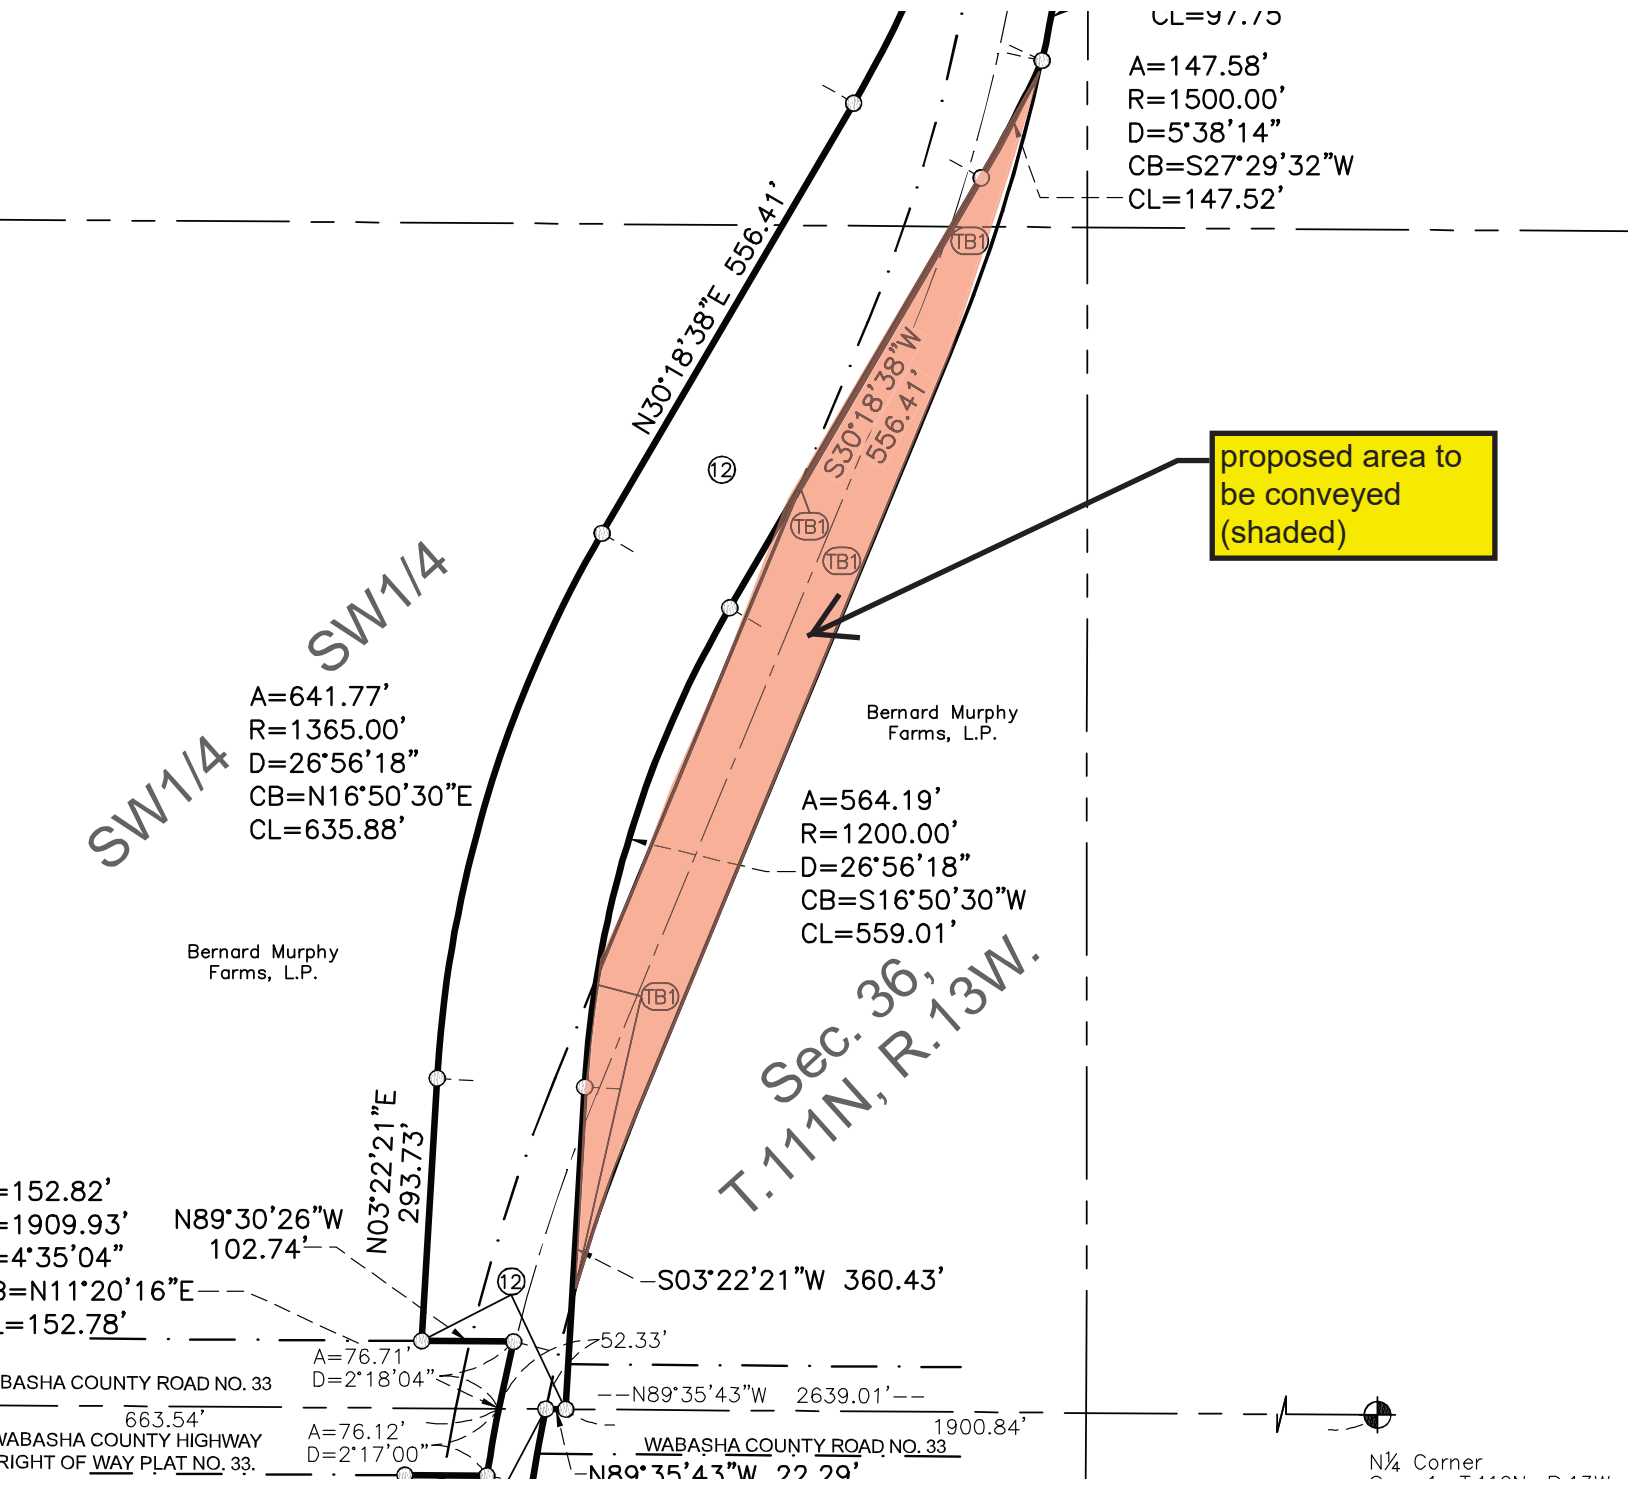 CL=97.75
A=147.58’
R=1500.00’
D=5°38’14”
CB=S27°29’32”W
CL=147.52’
N30°18’38”E 556.41’
TB1
S30°18’38”W
556.41’
proposed area to
be conveyed
(shaded)
12
TB1
TB1
SW1/4
SW1/4
A=641.77’
R=1365.00’
D=26°56’18”
CB=N16°50’30”E
CL=635.88’
Bernard Murphy
Farms, L.P.
A=564.19’
R=1200.00’
D=26°56’18”
CB=S16°50’30”W
CL=559.01’
Bernard Murphy
Farms, L.P.
TB1
Sec. 36,
T.111N, R.13W.
N03°22’21”E
293.73’
=152.82’
=1909.93’
=4°35’04”
B=N11°20’16”E
L=152.78’
N89°30’26”W
102.74’
12
S03°22’21”W 360.43’
52.33’
A=76.71’
D=2°18’04”
BASHA COUNTY ROAD NO. 33
N89°35’43”W 2639.01’
663.54’
1900.84’
A=76.12’
D=2°17’00”
WABASHA COUNTY HIGHWAY
RIGHT OF WAY PLAT NO. 33.
WABASHA COUNTY ROAD NO. 33
N89°35’43”W 22.29’
N¼ Corner